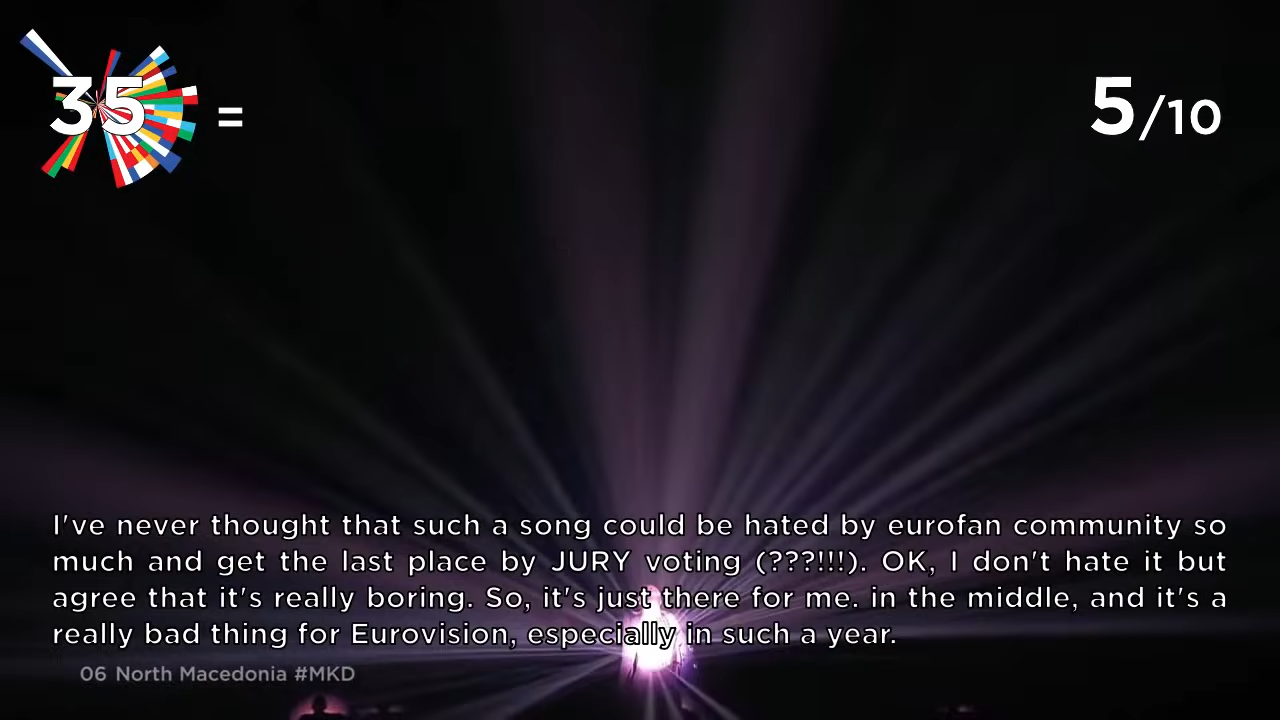 35 =
5/10
I've never thought that such a song could be hated by eurofan community so
much and get the last place by JURY voting (???!!!). OK, I don't hate it but
agree that it's really boring. So, it's just there for me. in the middle, and it's a
really bad thing for Eurovision, especially in such a year.
06 North Macedonia #MKD